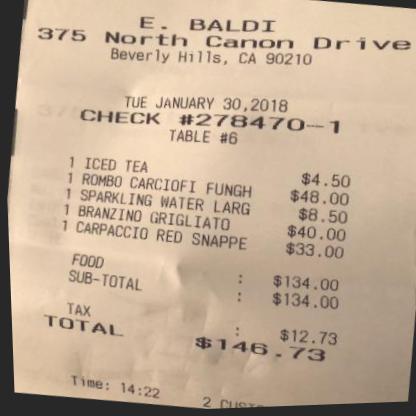 E. BALDI
375 North Canon Drive
Beverly Hills, CA 90210
TUE JANUARY 30,2018
CHECK #278470-1
TABLE #6
1 ICED TEA $4.50
1 ROMBO CARCIOFI FUNGH $48.00
1 SPARKLING WATER LARG $8.50
1 BRANZINO GRIGLIATO $40.00
1 CARPACCIO RED SNAPPE $33.00
FOOD : $134.00
SUB-TOTAL : $134.00
TAX : $12.73
TOTAL $146.73
Time: 14:22 2